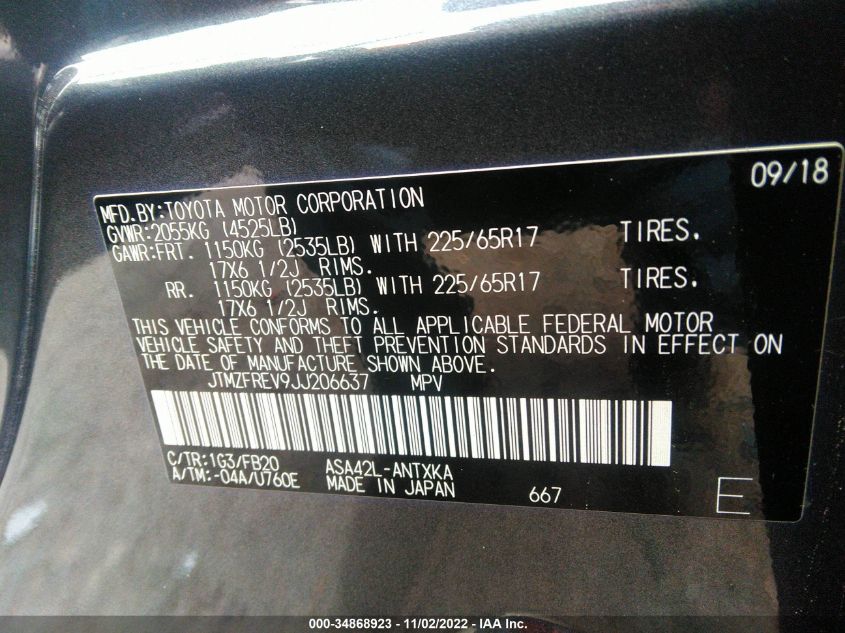 09/18
MFD.BY:TOYOTA MOTOR CORPORATION
GVWR:2055KG (4525LB)
GAWR:FRT. 1150KG (2535LB) WITH 225/65R17 TIRES.
17X6 1/2J RIMS.
RR. 1150KG (2535LB) WITH 225/65R17 TIRES.
17X6 1/2J RIMS.
THIS VEHICLE CONFORMS TO ALL APPLICABLE FEDERAL MOTOR
VEHICLE SAFETY AND THEFT PREVENTION STANDARDS IN EFFECT ON
THE DATE OF MANUFACTURE SHOWN ABOVE.
JTMZFREV9JJ206637 MPV
C/TR:1G3/FB20 ASA42L-ANTXKA
A/TM:-04A/U760E MADE IN JAPAN 667 E
000-34868923 - 11/02/2022 - IAA Inc.